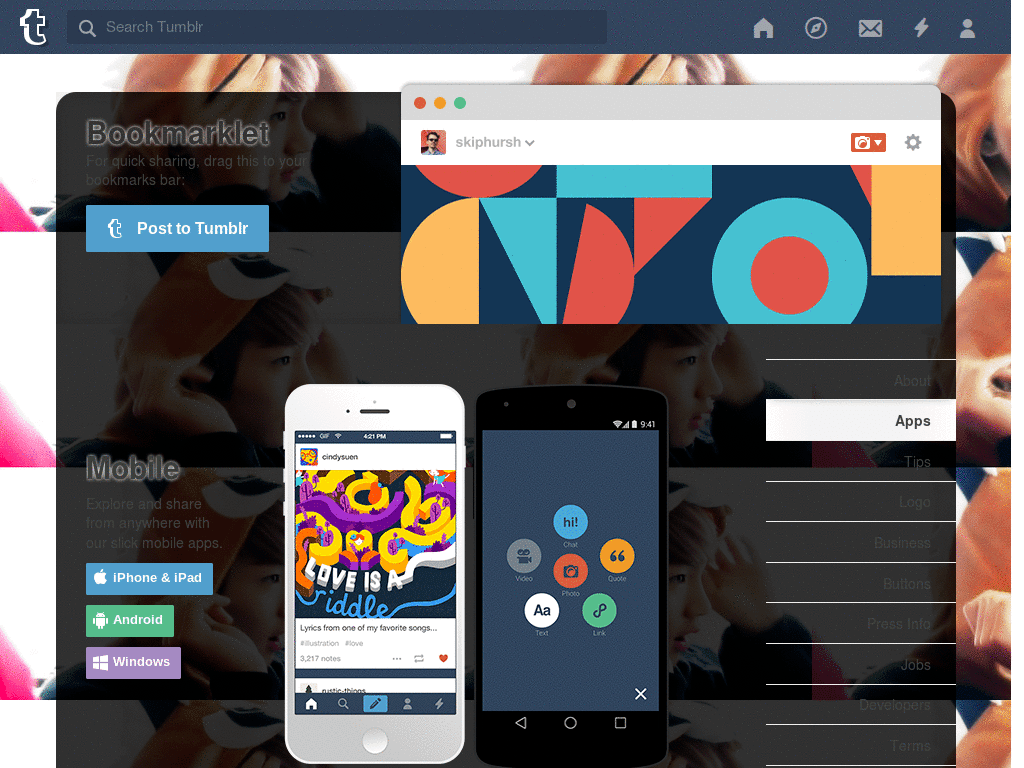 Search Tumblr
Bookmarklet
For quick sharing, drag this to your
bookmarks bar:
Post to Tumblr
skiphursh
Mobile
Explore and share
from anywhere with
our slick mobile apps.
iPhone & iPad
Android
Windows
GIF
4:21 PM
cindysuen
LOVE IS A
riddle
Lyrics from one of my favorite songs...
#illustration #love
3,217 notes
rustic-things
9:41
hi!
Chat
Video
Quote
Photo
Aa
Text
Link
About
Apps
Tips
Logo
Business
Buttons
Press Info
Jobs
Developers
Terms